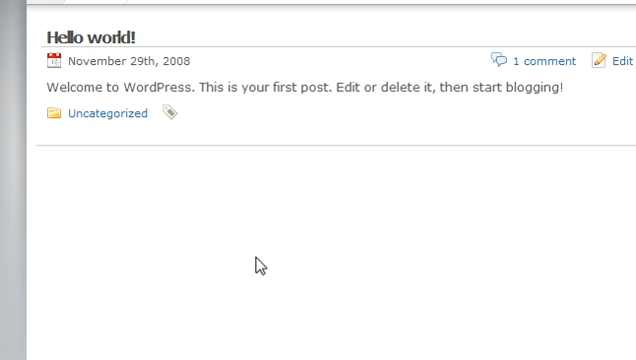 Hello world!
November 29th, 2008 1 comment Edit
Welcome to WordPress. This is your first post. Edit or delete it, then start blogging!
Uncategorized